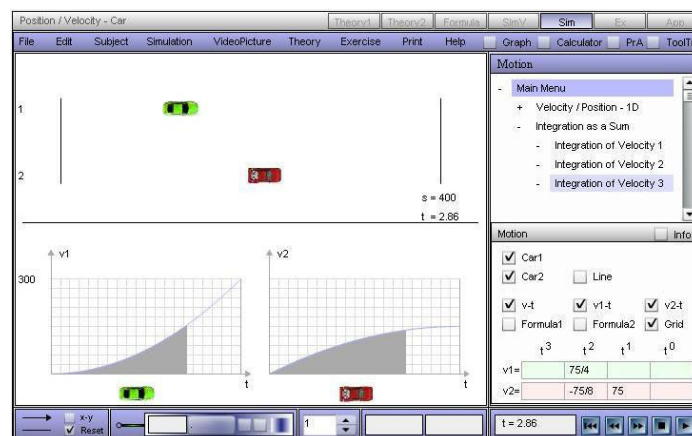 Position / Velocity - Car
Theory1 Theory2 Formula SimV Sim Ex App
File Edit Subject Simulation VideoPicture Theory Exercise Print Help Graph Calculator PrA ToolT
Motion
- Main Menu
+ Velocity / Position - 1D
- Integration as a Sum
- Integration of Velocity 1
- Integration of Velocity 2
- Integration of Velocity 3
1
2
s = 400
t = 2.86
v1
300
t
v2
t
Motion Info
Car1
Car2 Line
v-t v1-t v2-t
Formula1 Formula2 Grid
t3 t2 t1 t0
v1= 75/4
v2= -75/8 75
x-y
Reset
1
t = 2.86